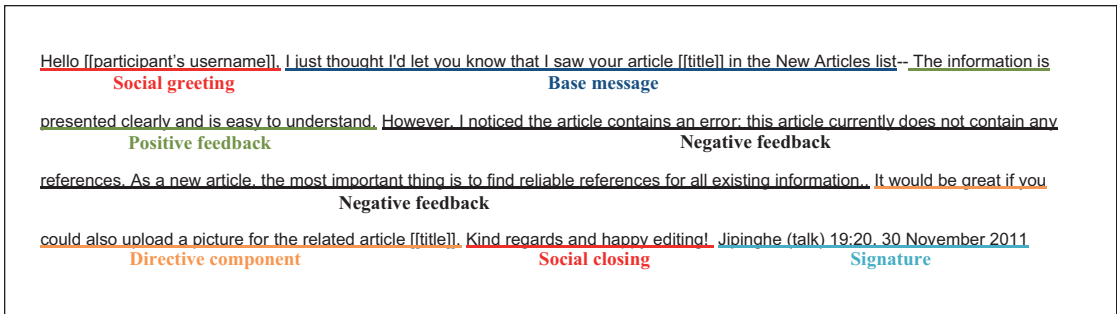 Hello [[participant's username]], I just thought I'd let you know that I saw your article [[title]] in the New Articles list-- The information is
Social greeting Base message
presented clearly and is easy to understand. However, I noticed the article contains an error: this article currently does not contain any
Positive feedback Negative feedback
references. As a new article, the most important thing is to find reliable references for all existing information.. It would be great if you
Negative feedback
could also upload a picture for the related article [[title]]. Kind regards and happy editing! Jipinghe (talk) 19:20, 30 November 2011
Directive component Social closing Signature